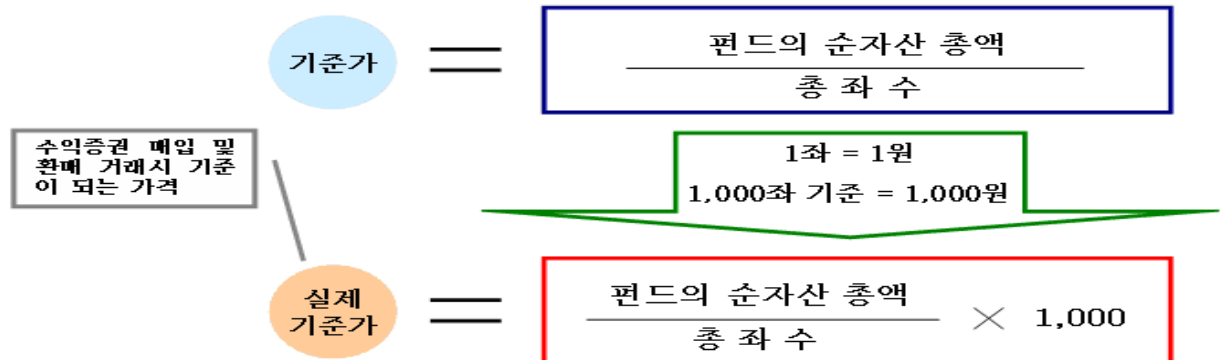 기준가
펀드의 순자산 총액
총 좌 수
수익증권 매입 및
환매 거래시 기준
이 되는 가격
1좌 = 1원
1,000좌 기준 = 1,000원
실제
기준가
펀드의 순자산 총액
총 좌 수
× 1,000